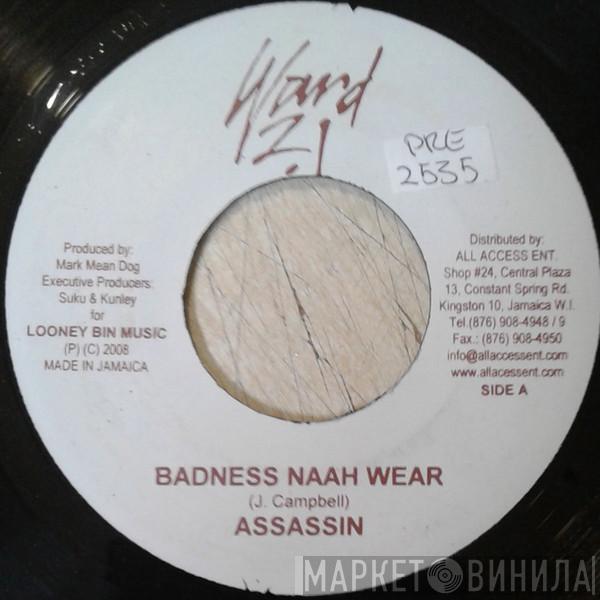 Ward
21
PRE
2535
Produced by:
Mark Mean Dog
Executive Producers:
Suku & Kunley
for
LOONEY BIN MUSIC
(P) (C) 2008
MADE IN JAMAICA
Distributed by:
ALL ACCESS ENT.
Shop #24, Central Plaza
13, Constant Spring Rd.
Kingston 10, Jamaica W.I.
Tel.(876) 908-4948 / 9
Fax.: (876) 908-4950
info@allaccessent.com
www.allacessent.com
SIDE A
BADNESS NAAH WEAR
(J. Campbell)
ASSASSIN
МАРКЕТ ВИНИЛА